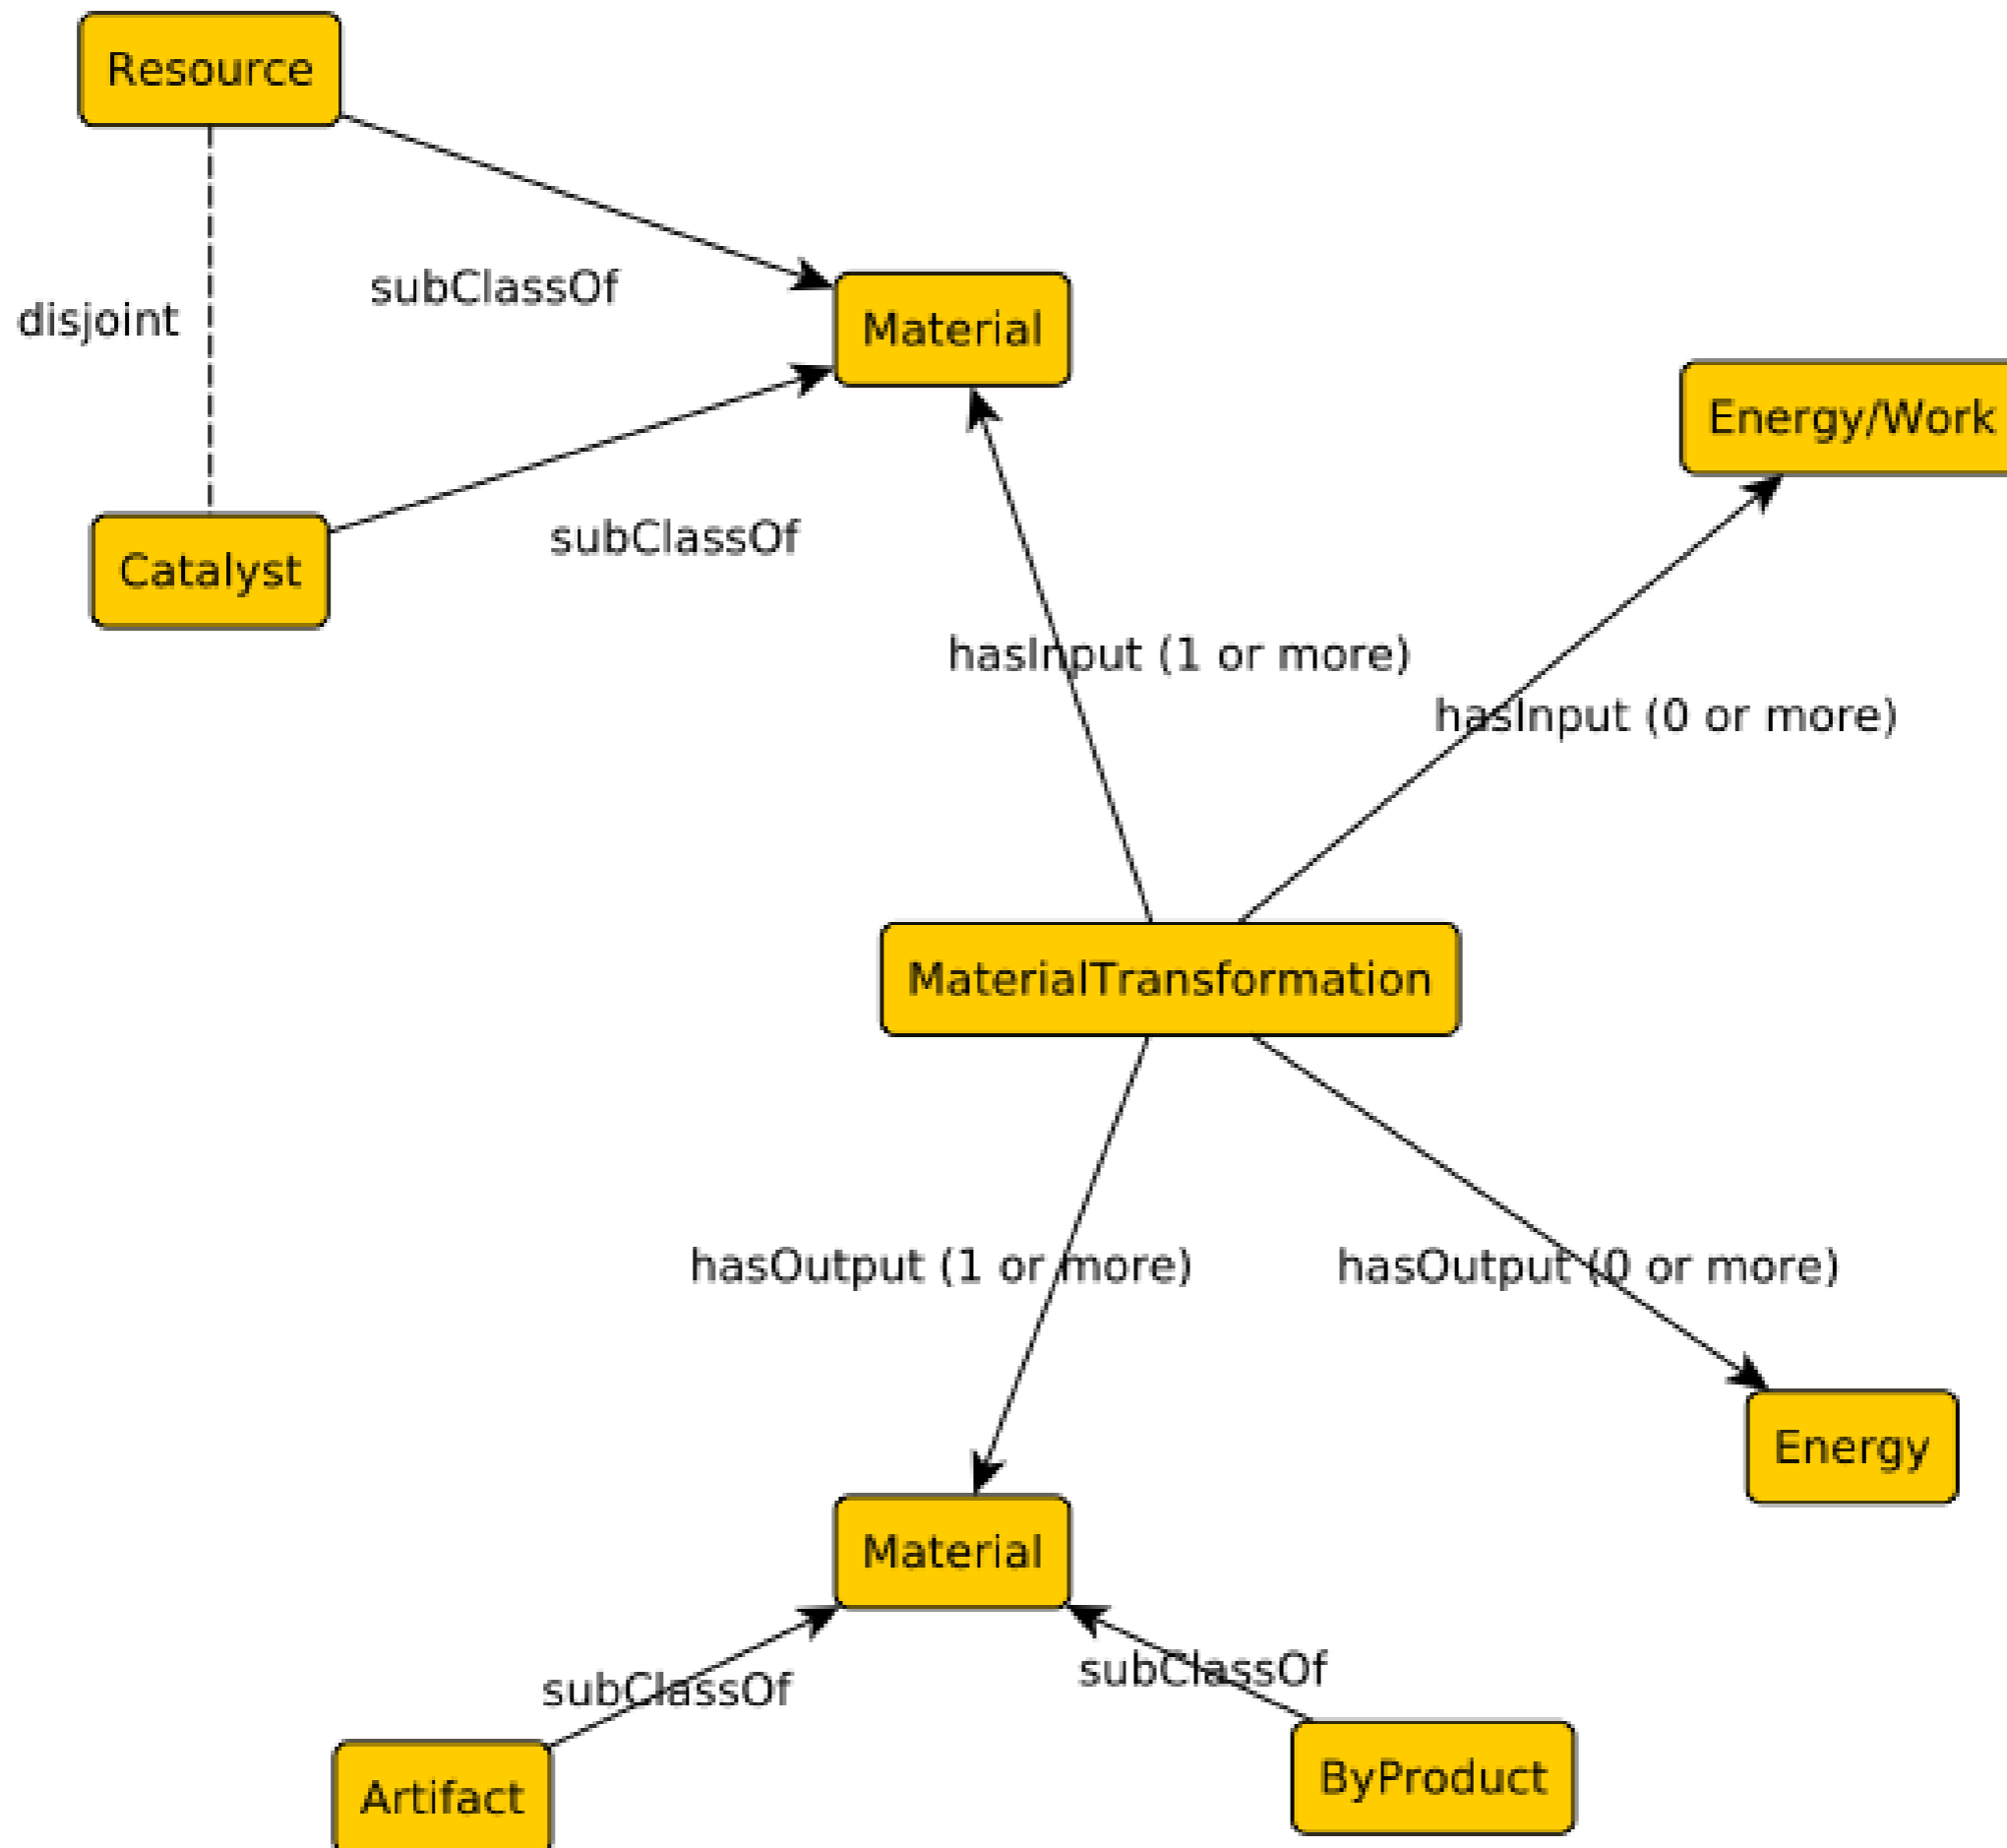 Resource
subClassOf
disjoint
Material
Energy/Work
subClassOf
Catalyst
hasInput (1 or more)
hasInput (0 or more)
MaterialTransformation
hasOutput (1 or more)
hasOutput (0 or more)
Energy
Material
subClassOf
subClassOf
ByProduct
Artifact